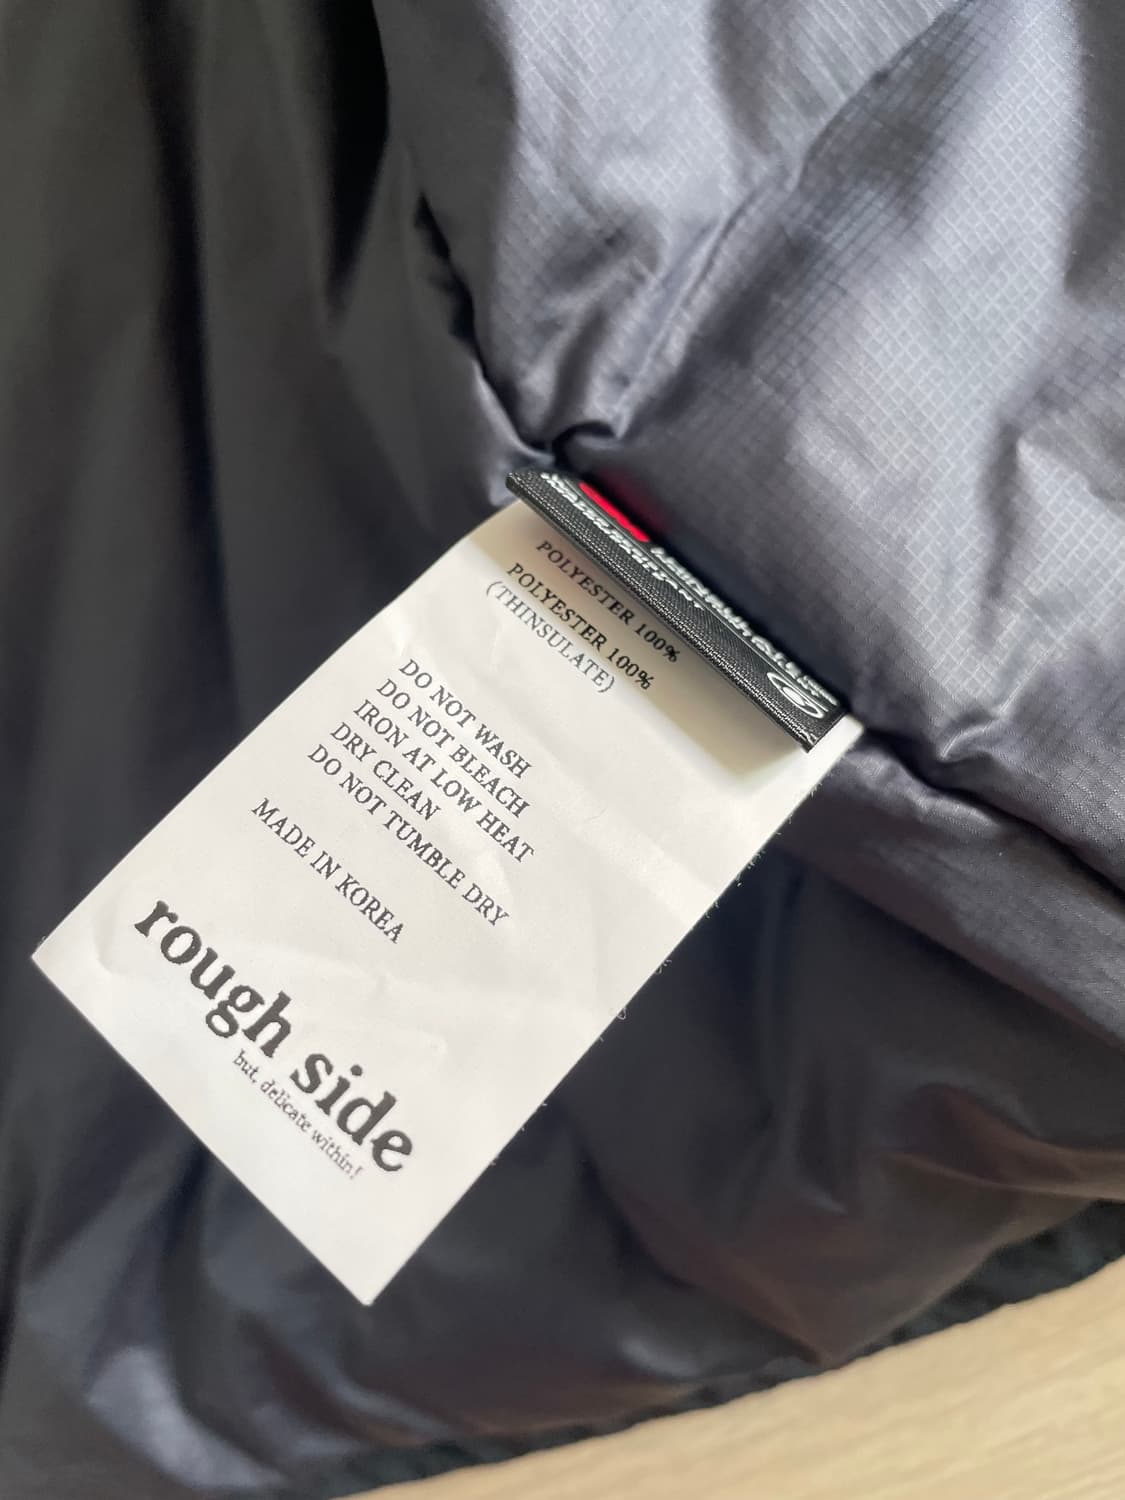 POLYESTER 100%
POLYESTER 100%
(THINSULATE)
DO NOT WASH
DO NOT BLEACH
IRON AT LOW HEAT
DRY CLEAN
DO NOT TUMBLE DRY
MADE IN KOREA
rough side
but, delicate within!